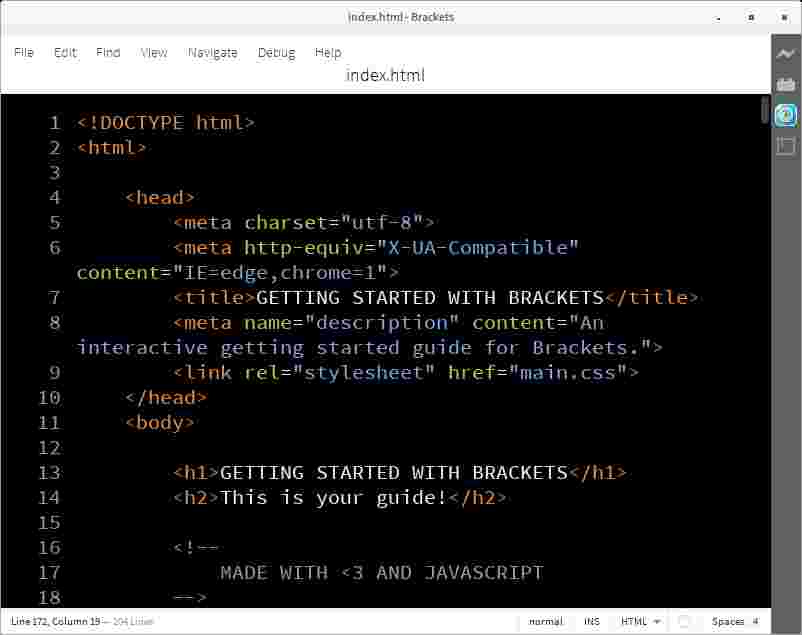 index.html - Brackets
File Edit Find View Navigate Debug Help
index.html
1 <!DOCTYPE html>
2 <html>
3
4 <head>
5 <meta charset="utf-8">
6 <meta http-equiv="X-UA-Compatible"
content="IE=edge,chrome=1">
7 <title>GETTING STARTED WITH BRACKETS</title>
8 <meta name="description" content="An
interactive getting started guide for Brackets.">
9 <link rel="stylesheet" href="main.css">
10 </head>
11 <body>
12
13 <h1>GETTING STARTED WITH BRACKETS</h1>
14 <h2>This is your guide!</h2>
15
16 <!--
17 MADE WITH <3 AND JAVASCRIPT
18 -->
Line 172, Column 19 — 204 Lines normal INS HTML Spaces 4